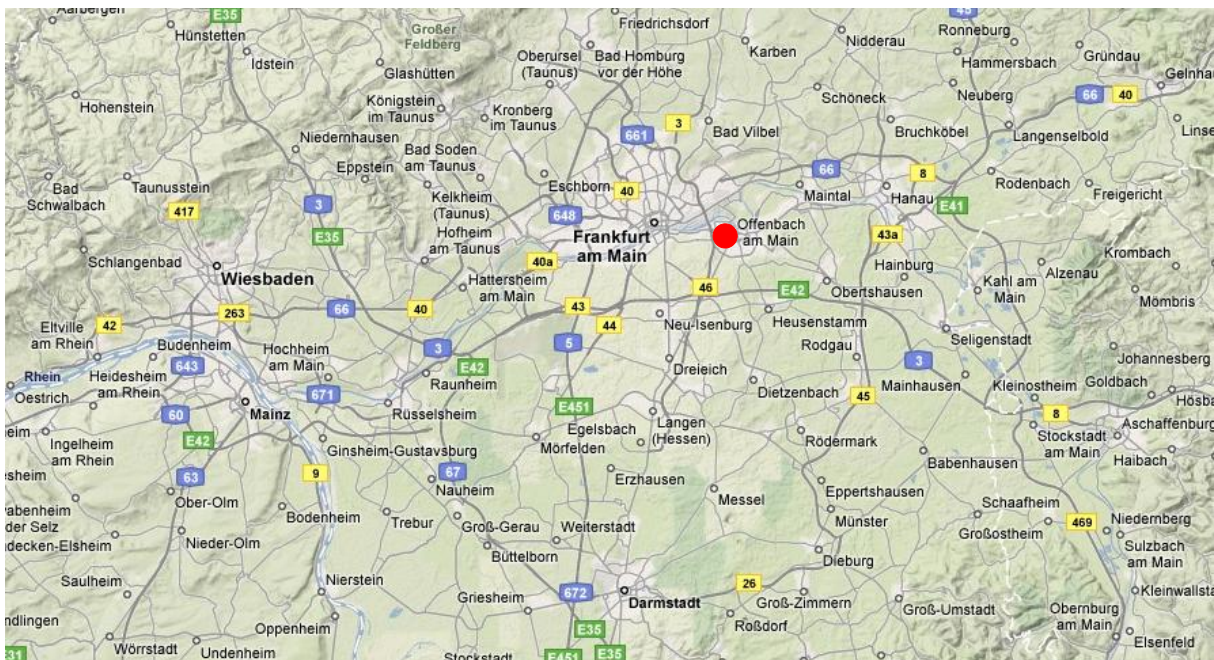 Aarbergen
E35
Hünstetten
Idstein
Großer
Feldberg
Glashütten
Friedrichsdorf
Oberursel
(Taunus)
Bad Homburg
vor der Höhe
Karben
Nidderau
45
Ronneburg
Hammersbach
Gründau
Gelnhau
Hohenstein
Königstein
im Taunus
Kronberg
im Taunus
Schöneck
Neuberg
66
40
Niedernhausen
Bad Soden
am Taunus
661
3
Bad Vilbel
Bruchköbel
Langenselbold
Linse
Eppstein
Bad
Schwalbach
Taunusstein
417
3
Kelkheim
(Taunus)
Eschborn
40
66
Maintal
8
Hanau
Rodenbach
Freigericht
E41
E35
Hofheim
am Taunus
648
Frankfurt
am Main
Offenbach
am Main
43a
Schlangenbad
Wiesbaden
40a
Hattersheim
am Main
46
E42
Obertshausen
Hainburg
Kahl am
Main
Alzenau
Krombach
Mömbris
Eltville
am Rhein
42
263
66
40
43
44
Neu-Isenburg
Heusenstamm
Seligenstadt
Budenheim
Hochheim
am Main
3
E42
5
Rodgau
3
Johannesberg
Rhein
Oestrich
Heidesheim
am Rhein
643
671
Raunheim
Dreieich
Dietzenbach
Mainhausen
Kleinostheim
Goldbach
Hösba
60
Mainz
Rüsselsheim
E451
45
8
E42
Egelsbach
Langen
(Hessen)
Stockstadt
am Main
Aschaffenburg
eim
Ingelheim
am Rhein
Ginsheim-Gustavsburg
Mörfelden
Rödermark
Babenhausen
Haibach
esheim
63
9
67
Nauheim
Erzhausen
Messel
Eppertshausen
Schaafheim
Ober-Olm
Bodenheim
Trebur
Groß-Gerau
Weiterstadt
Münster
Großostheim
469
Niedernberg
wabenheim
der Selz
ndecken-Elsheim
Nieder-Olm
Büttelborn
Dieburg
Sulzbach
am Main
Saulheim
Nierstein
Griesheim
672
Darmstadt
26
Groß-Zimmern
Groß-Umstadt
Kleinwallsta
Obernburg
am Main
ndlingen
Oppenheim
E35
Roßdorf
Elsenfeld
E31
Wörrstadt
Undenheim
Stockstadt
E451
E35